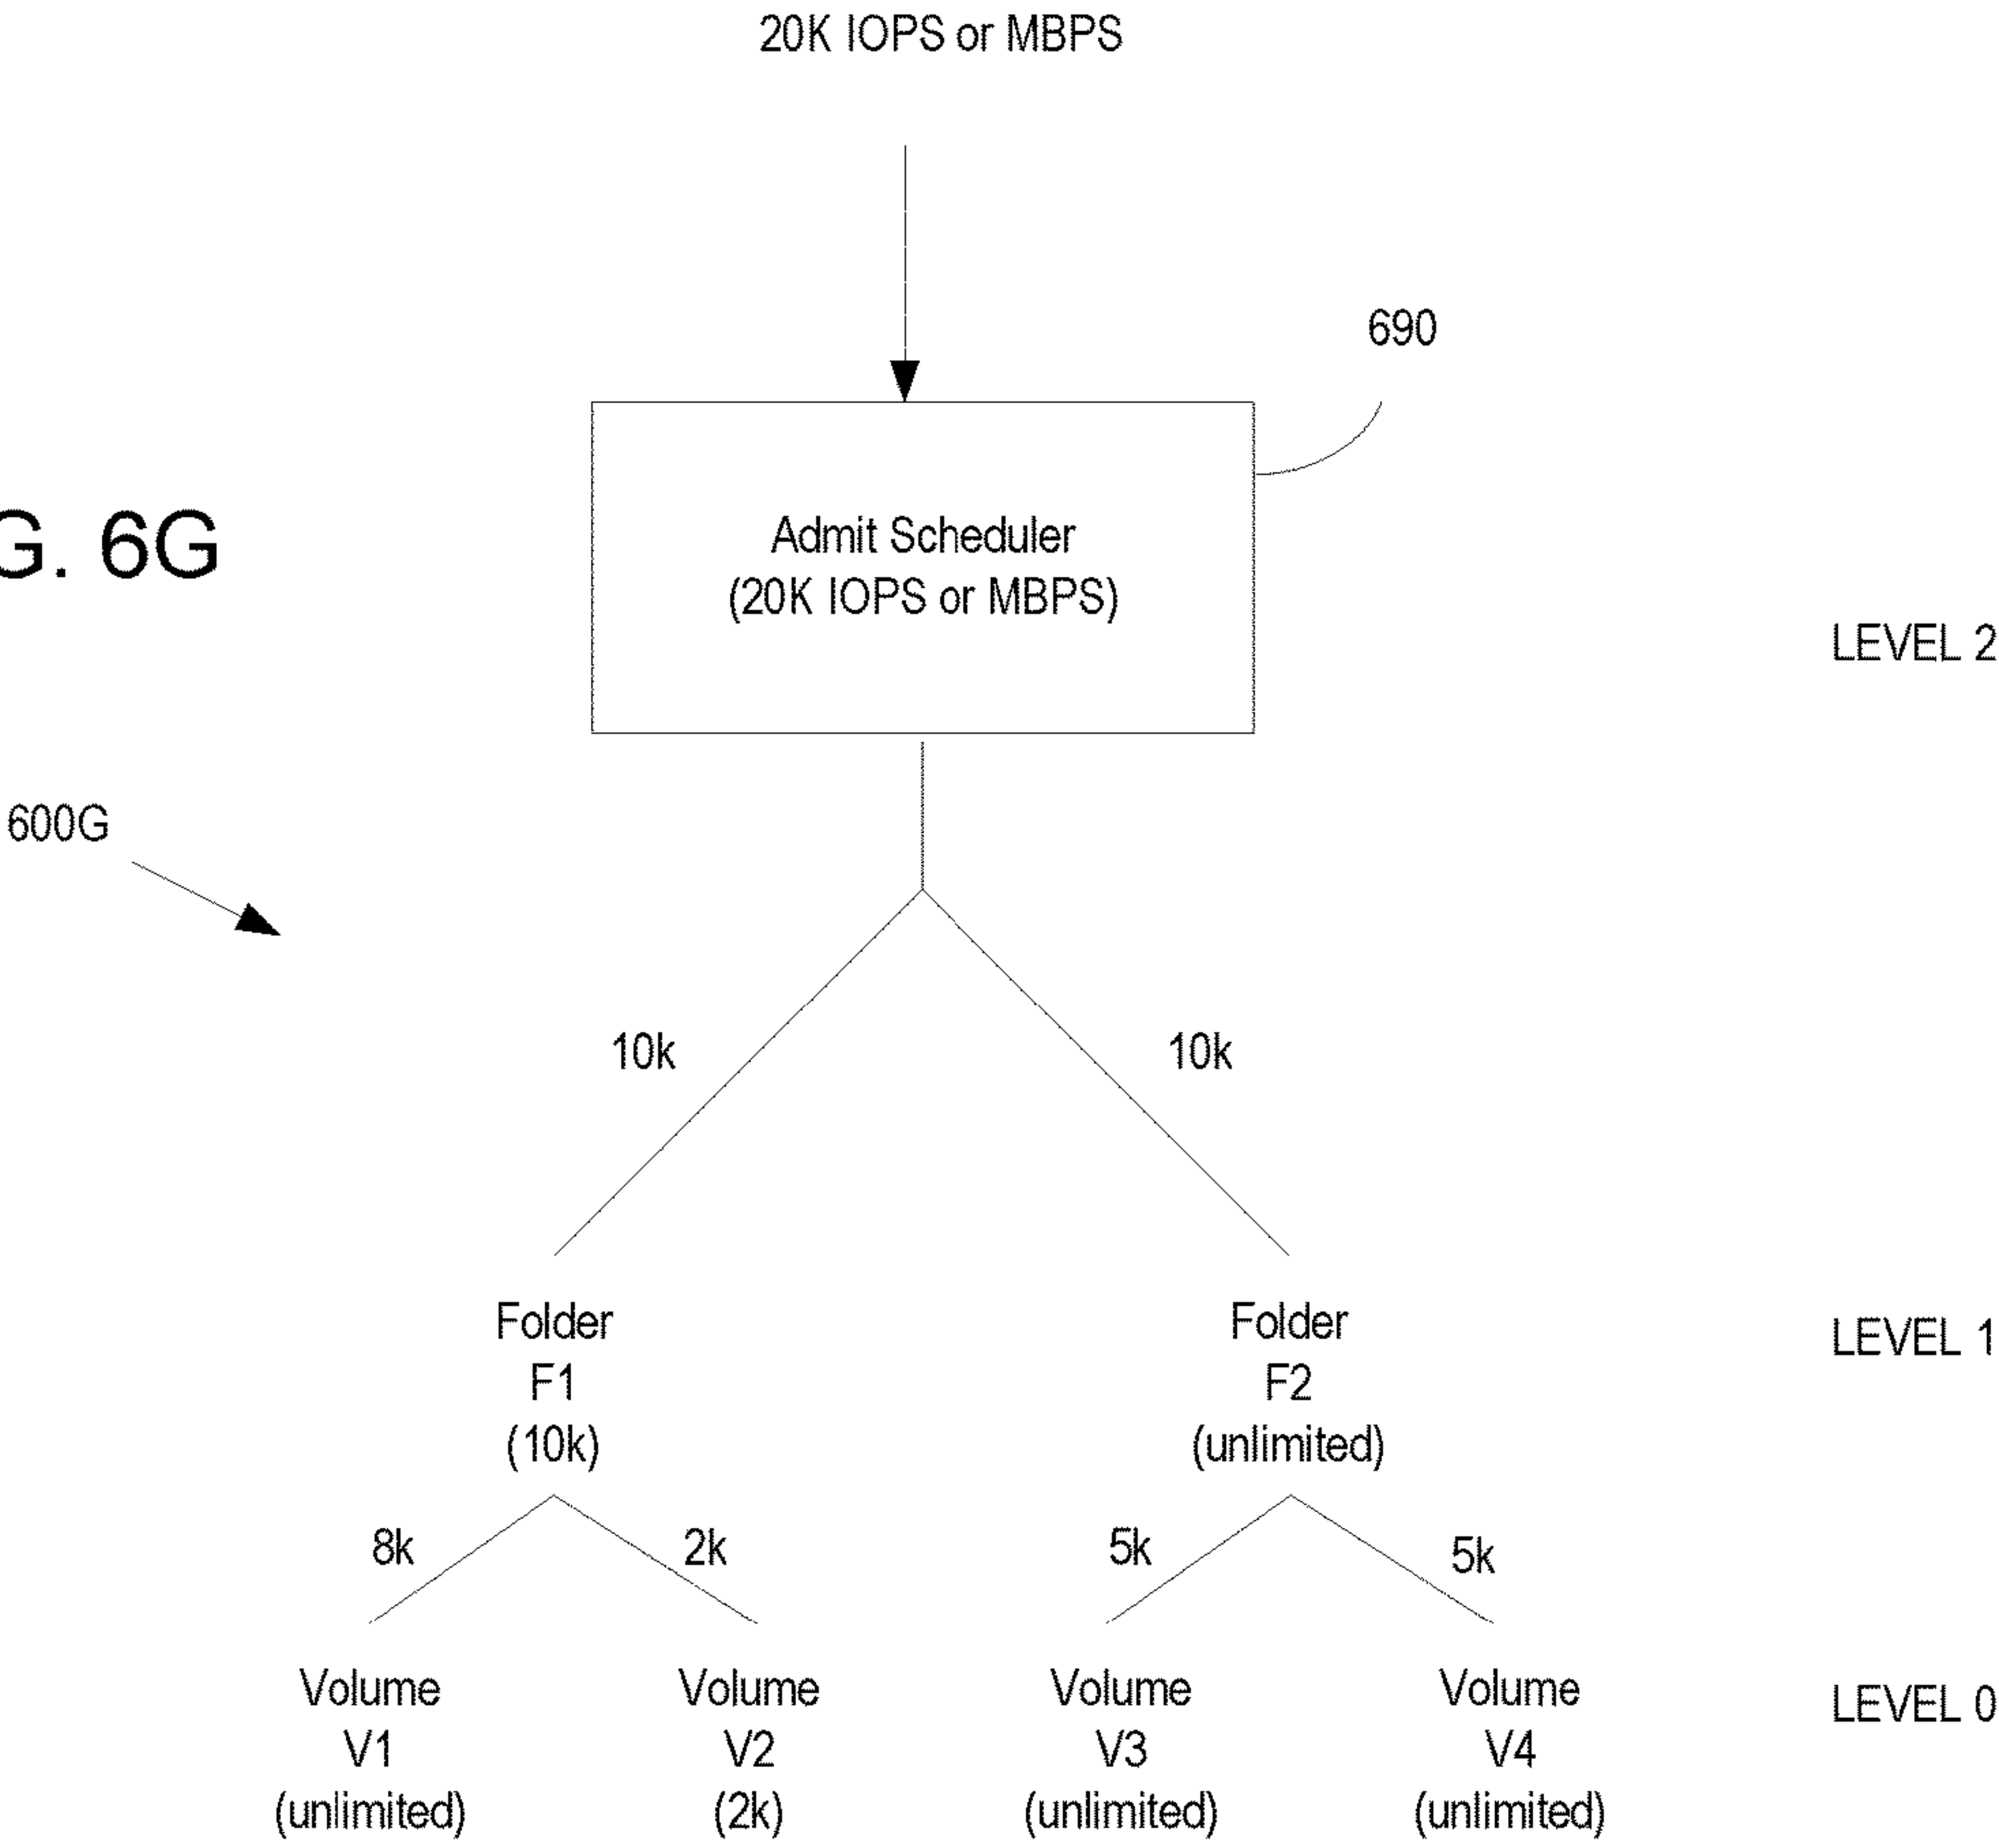 20K IOPS or MBPS
690
G. 6G
Admit Scheduler
(20K IOPS or MBPS)
LEVEL 2
600G
10k
10k
Folder
F1
(10k)
Folder
F2
(unlimited)
LEVEL 1
8k
2k
5k
5k
Volume
V1
(unlimited)
Volume
V2
(2k)
Volume
V3
(unlimited)
Volume
V4
(unlimited)
LEVEL 0